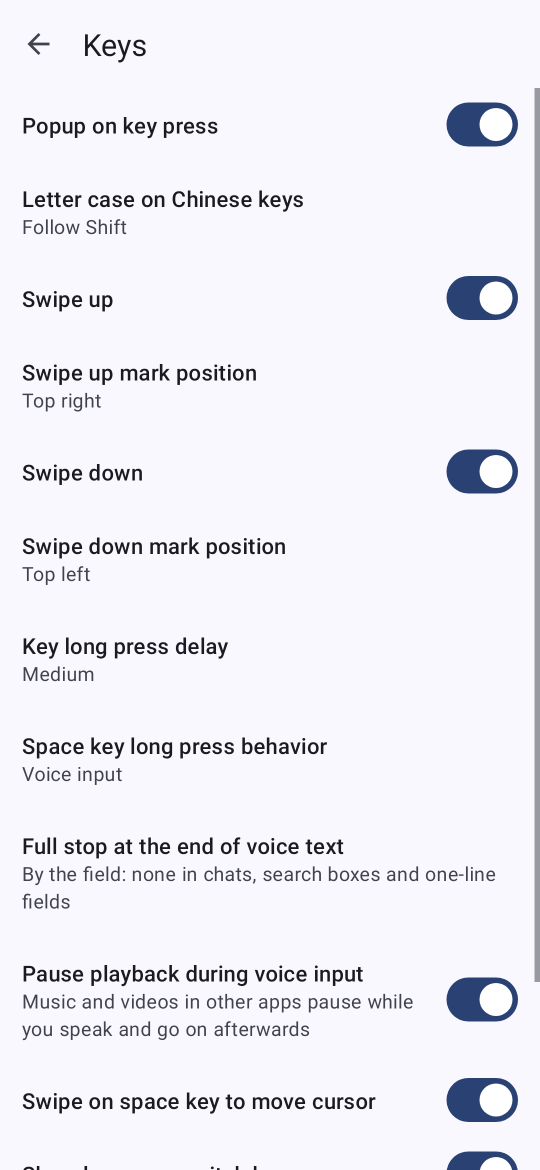 Keys
Popup on key press
Letter case on Chinese keys
Follow Shift
Swipe up
Swipe up mark position
Top right
Swipe down
Swipe down mark position
Top left
Key long press delay
Medium
Space key long press behavior
Voice input
Full stop at the end of voice text
By the field: none in chats, search boxes and one-line
fields
Pause playback during voice input
Music and videos in other apps pause while
you speak and go on afterwards
Swipe on space key to move cursor